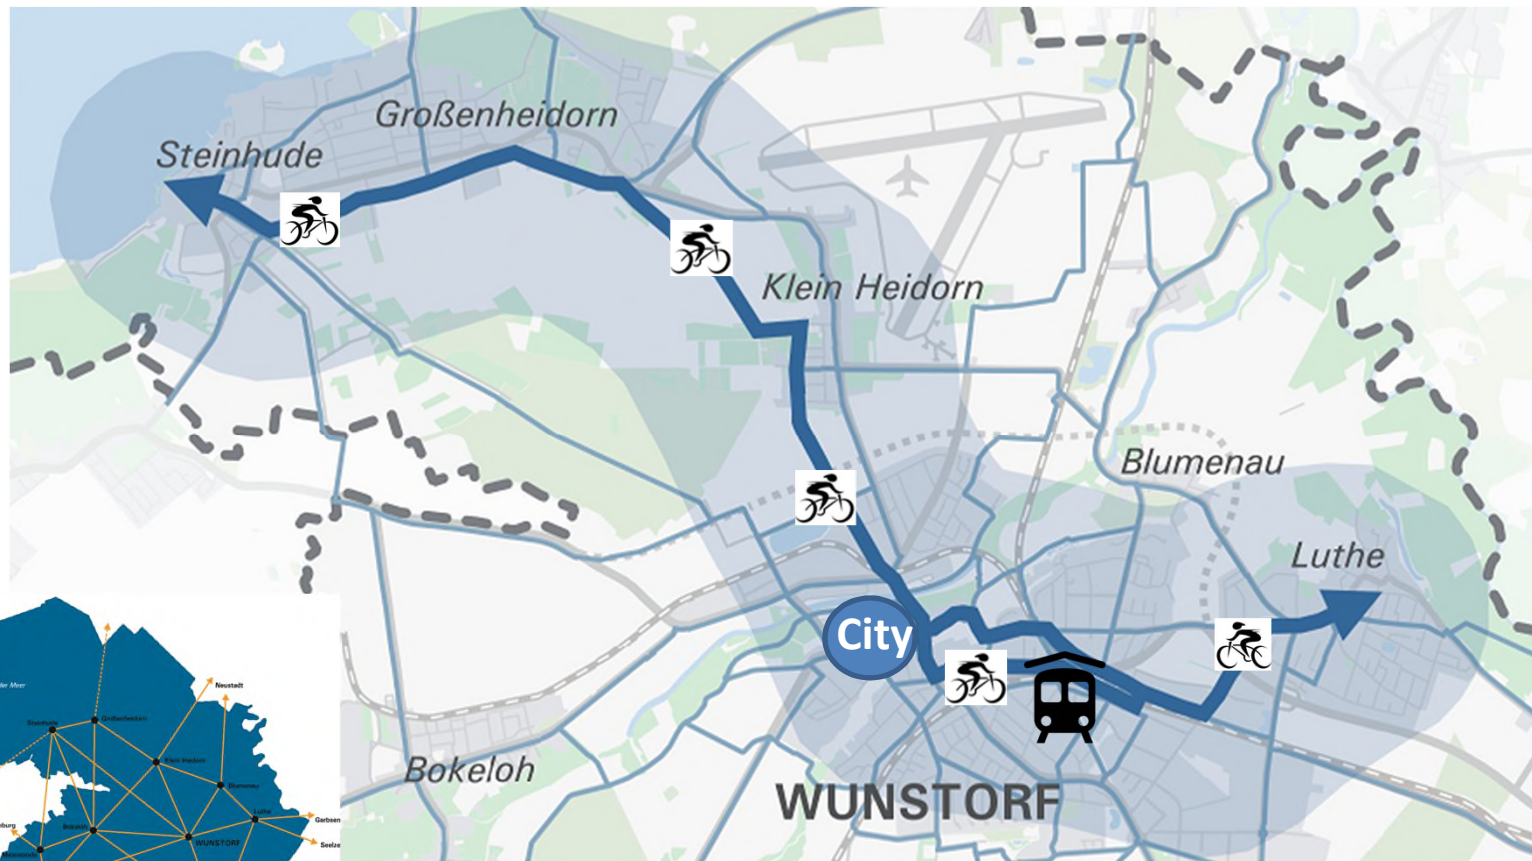 Großenheidorn
Steinhude
Klein Heidorn
Blumenau
Luthe
City
Bokeloh
WUNSTORF
Neustadt
Steinhude
Großenheidorn
Klein Heidorn
Blumenau
Luthe
Garbsen
Bokeloh
WUNSTORF
Seelze